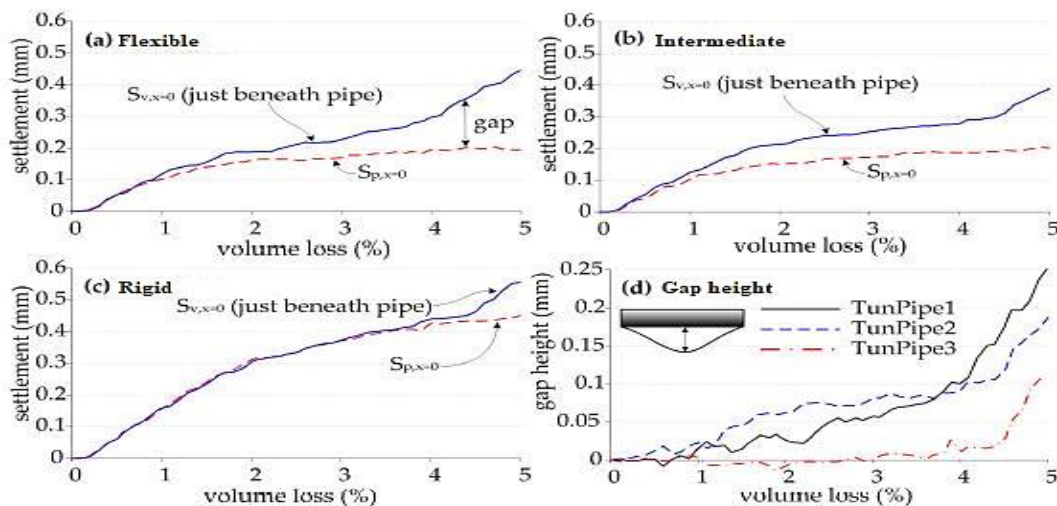 (a) Flexible
settlement (mm)
0.6
0.5
0.4
0.3
0.2
0.1
0
Sv,x=0 (just beneath pipe)
gap
Sp,x=0
0 1 2 3 4 5
volume loss (%)
(b) Intermediate
settlement (mm)
0.6
0.5
0.4
0.3
0.2
0.1
0
Sv,x=0 (just beneath pipe)
Sp,x=0
0 1 2 3 4 5
volume loss (%)
(c) Rigid
settlement (mm)
0.6
0.5
0.4
0.3
0.2
0.1
0
Sv,x=0 (just beneath pipe)
Sp,x=0
0 1 2 3 4 5
volume loss (%)
(d) Gap height
gap height (mm)
0.25
0.2
0.15
0.1
0.05
0
TunPipe1
TunPipe2
TunPipe3
0 1 2 3 4 5
volume loss (%)